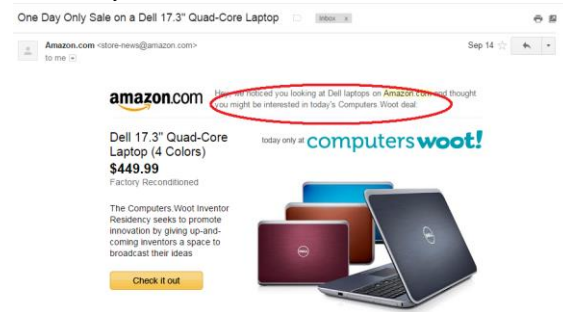 One Day Only Sale on a Dell 17.3" Quad-Core Laptop Inbox x
Amazon.com <store-news@amazon.com> Sep 14
to me
amazon.com
Hey, we noticed you looking at Dell laptops on Amazon.com and thought
you might be interested in today's Computers.Woot deal:
Dell 17.3" Quad-Core
Laptop (4 Colors)
$449.99
Factory Reconditioned
today only at computers woot!
The Computers.Woot Inventor
Residency seeks to promote
innovation by giving up-and-
coming inventors a space to
broadcast their ideas
Check it out
DELL